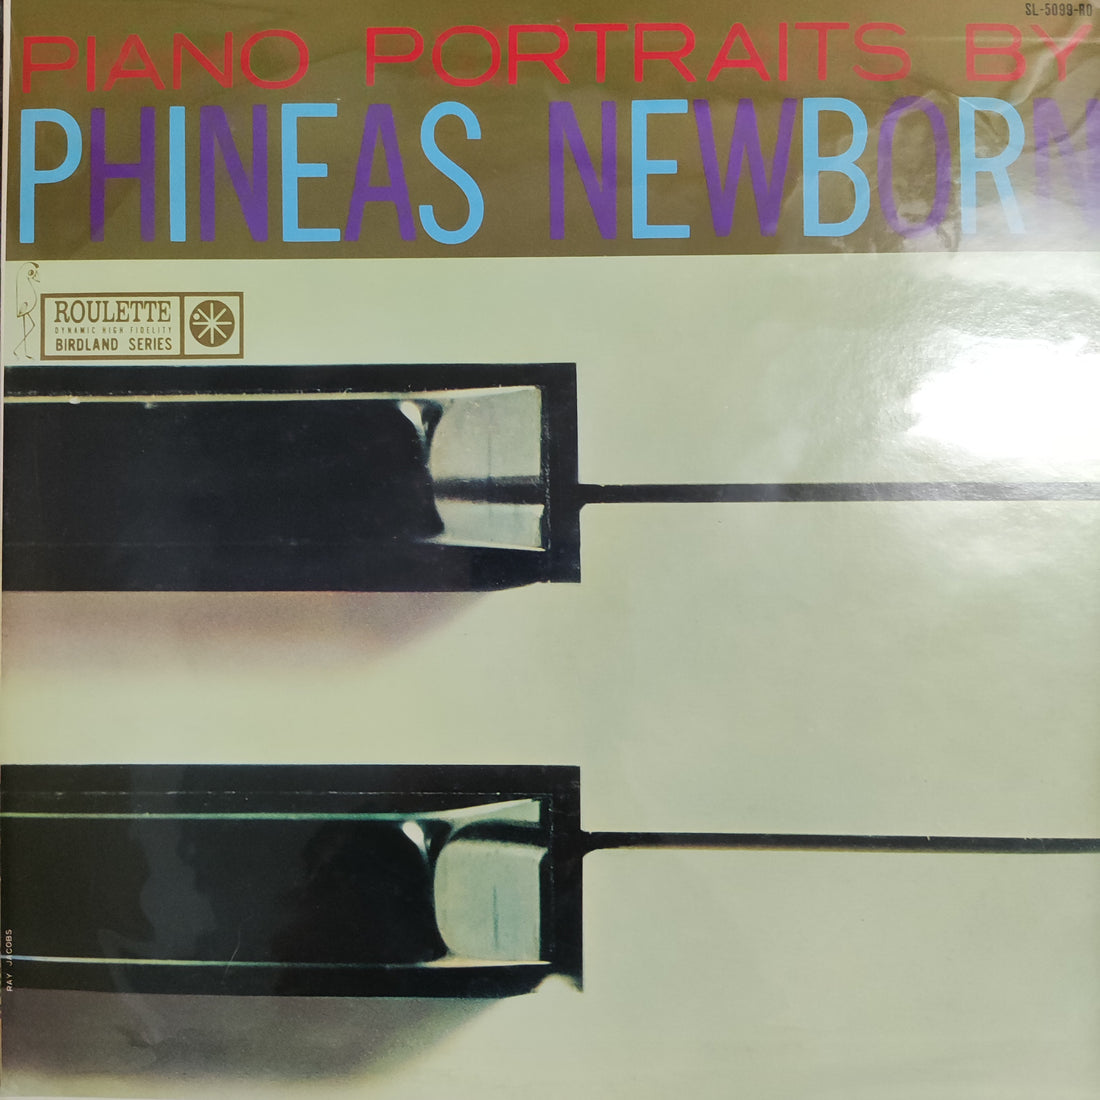 SL-5099-RO
PIANO PORTRAITS BY
PHINEAS NEWBORN
ROULETTE
DYNAMIC HIGH FIDELITY
BIRDLAND SERIES
RAY JACOBS